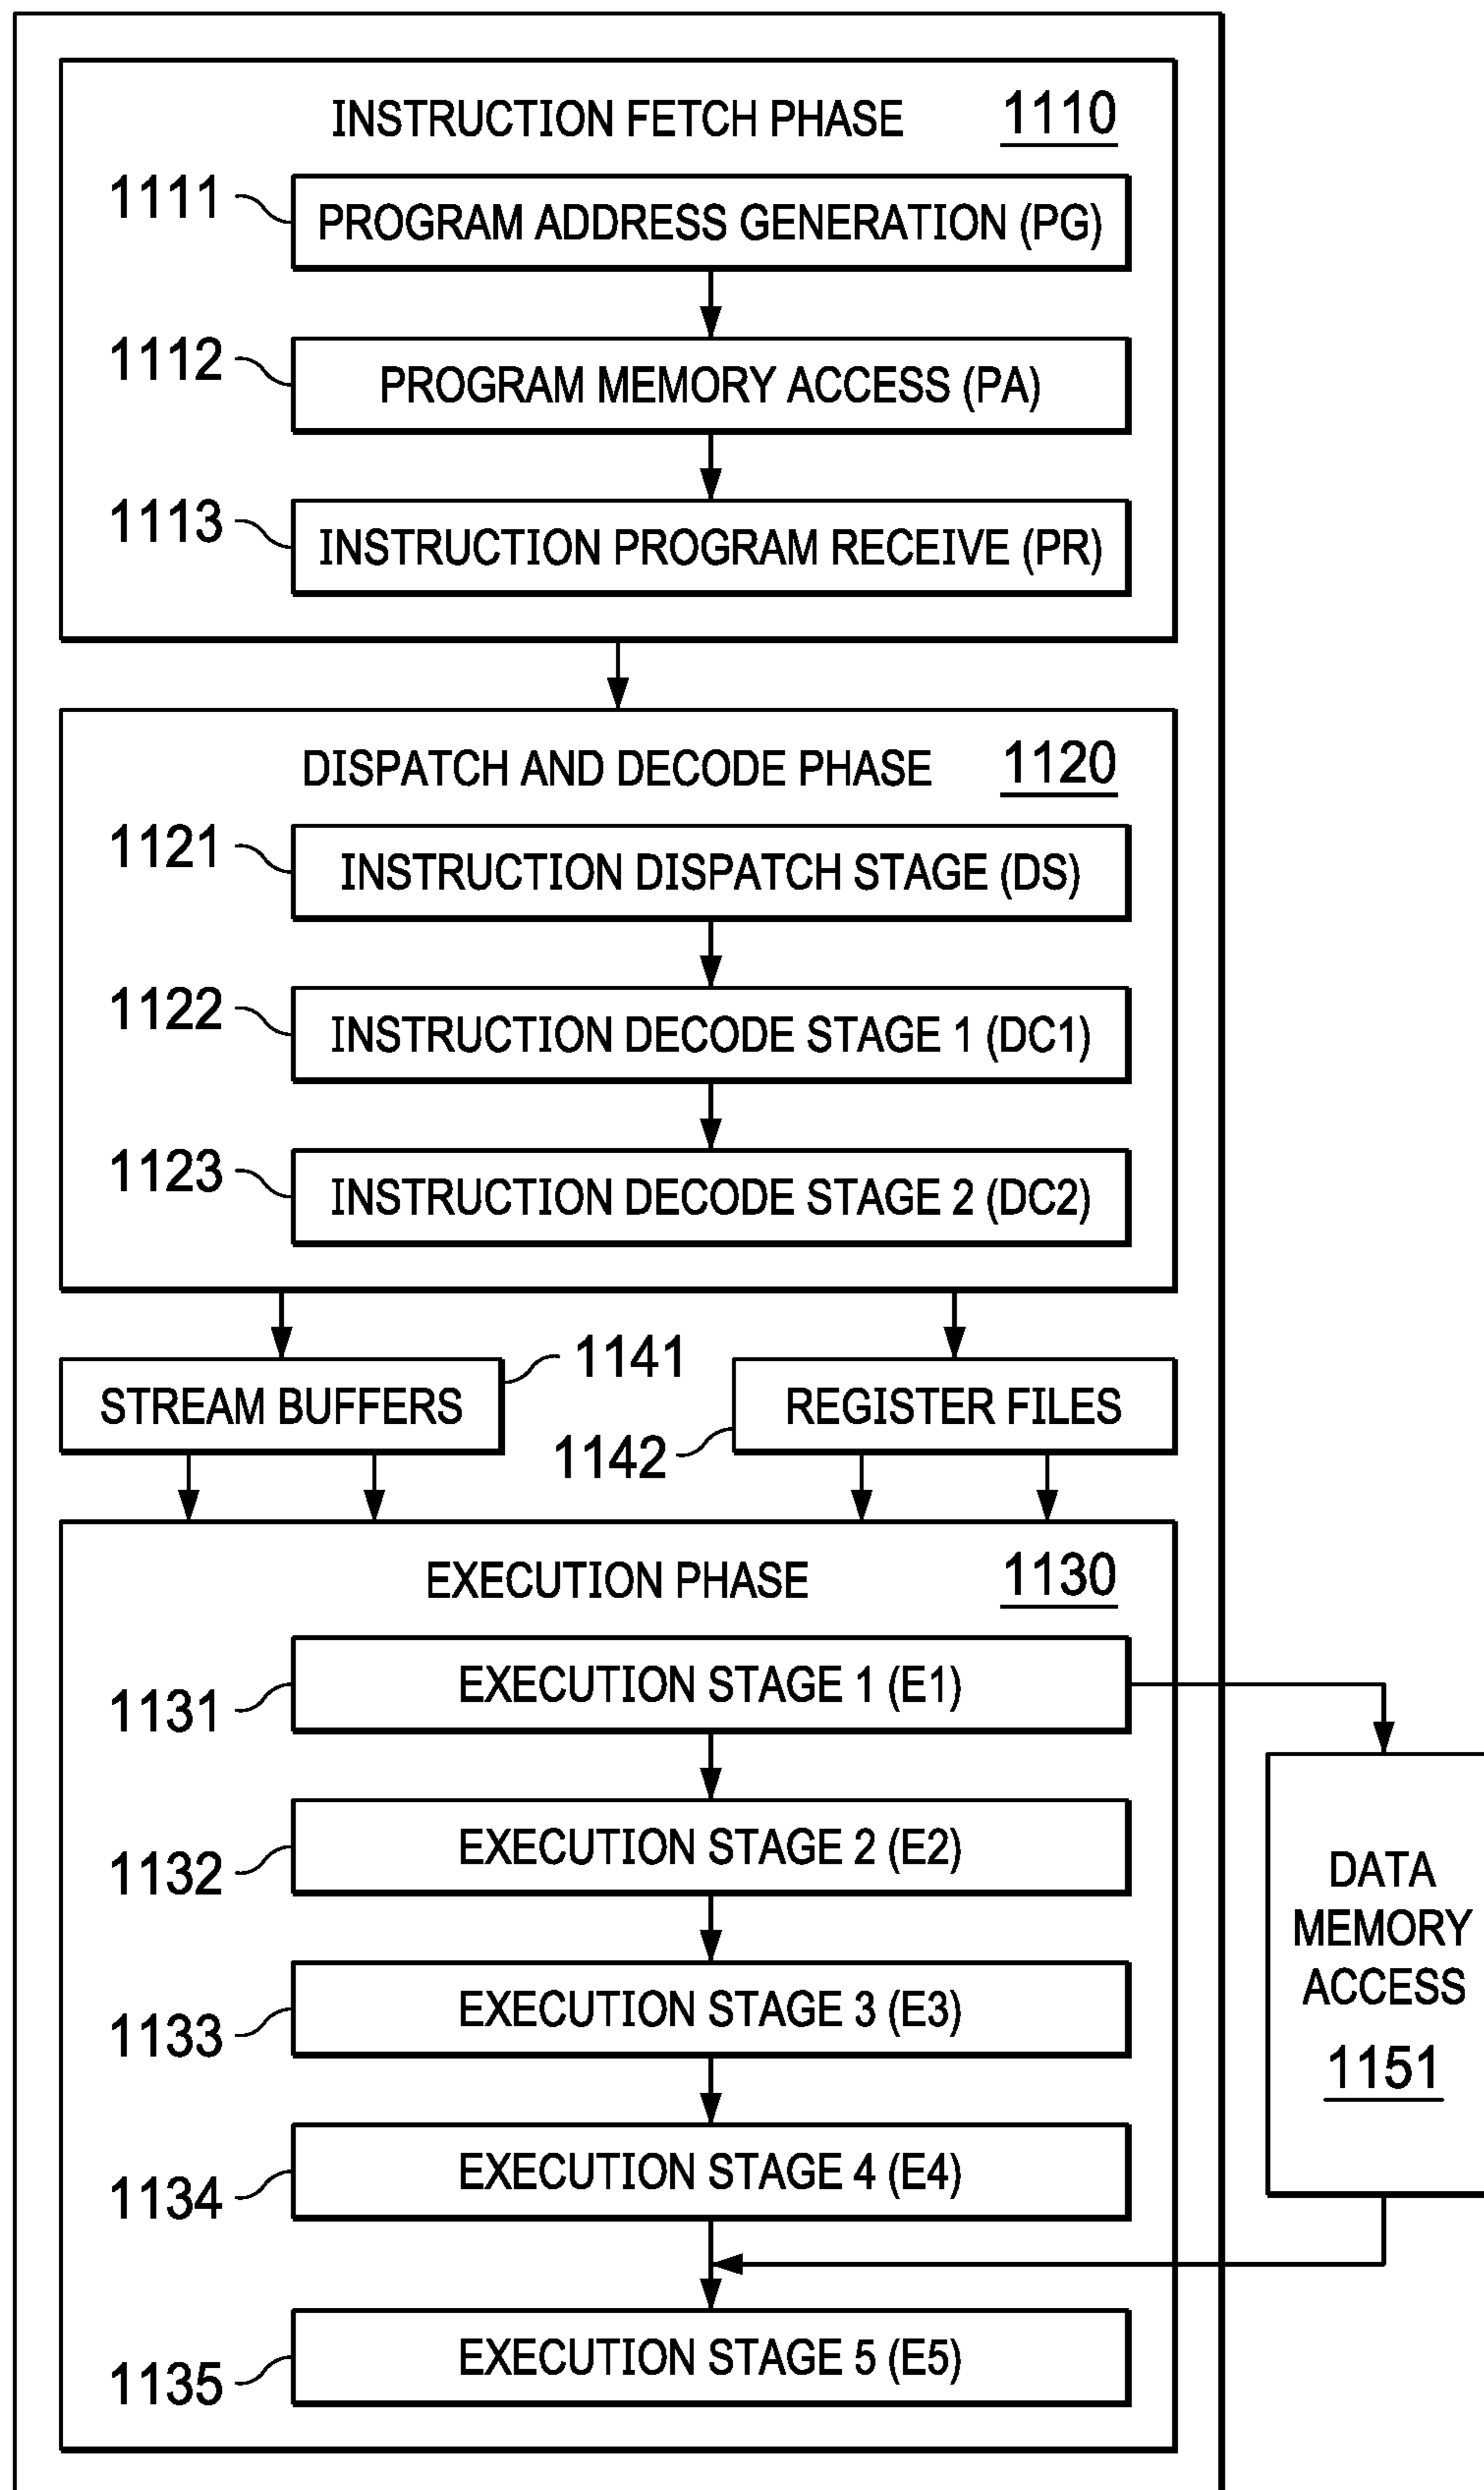 INSTRUCTION FETCH PHASE 1110
1111 PROGRAM ADDRESS GENERATION (PG)
1112 PROGRAM MEMORY ACCESS (PA)
1113 INSTRUCTION PROGRAM RECEIVE (PR)
DISPATCH AND DECODE PHASE 1120
1121 INSTRUCTION DISPATCH STAGE (DS)
1122 INSTRUCTION DECODE STAGE 1 (DC1)
1123 INSTRUCTION DECODE STAGE 2 (DC2)
STREAM BUFFERS 1141
1142 REGISTER FILES
EXECUTION PHASE 1130
1131 EXECUTION STAGE 1 (E1)
1132 EXECUTION STAGE 2 (E2)
1133 EXECUTION STAGE 3 (E3)
1134 EXECUTION STAGE 4 (E4)
1135 EXECUTION STAGE 5 (E5)
DATA
MEMORY
ACCESS
1151